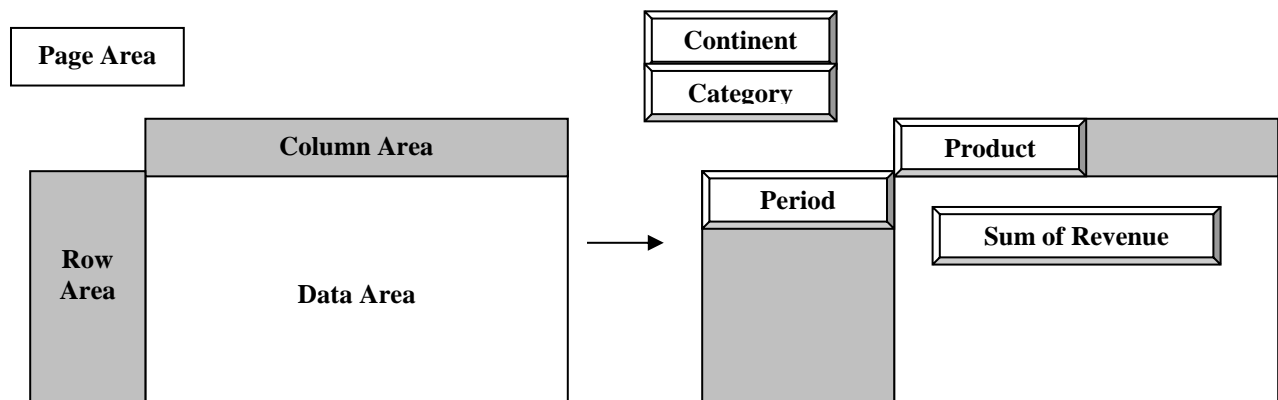 Page Area
Column Area
Row
Area
Data Area
Continent
Category
Product
Period
Sum of Revenue